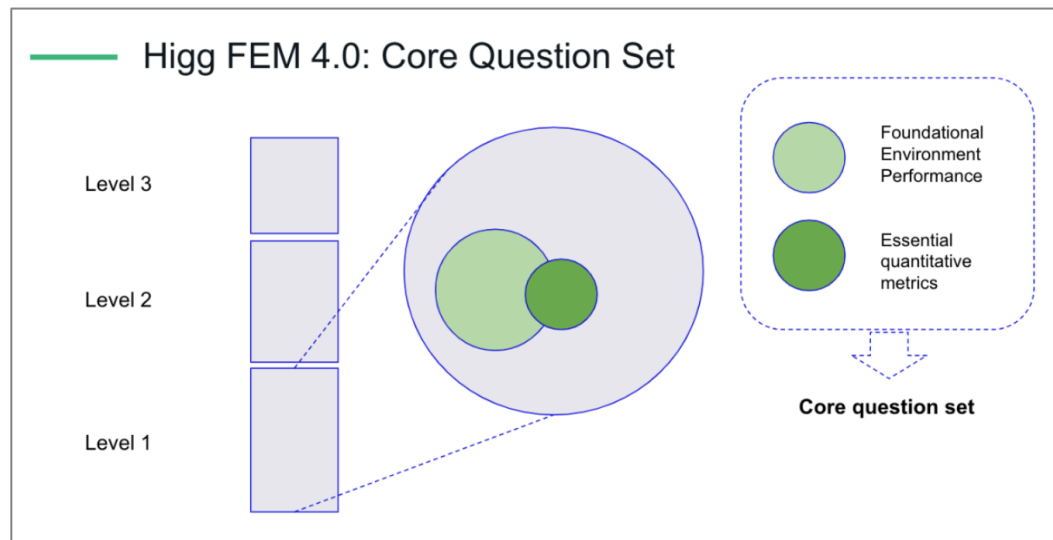 Higg FEM 4.0: Core Question Set
Level 3
Level 2
Level 1
Foundational
Environment
Performance
Essential
quantitative
metrics
Core question set